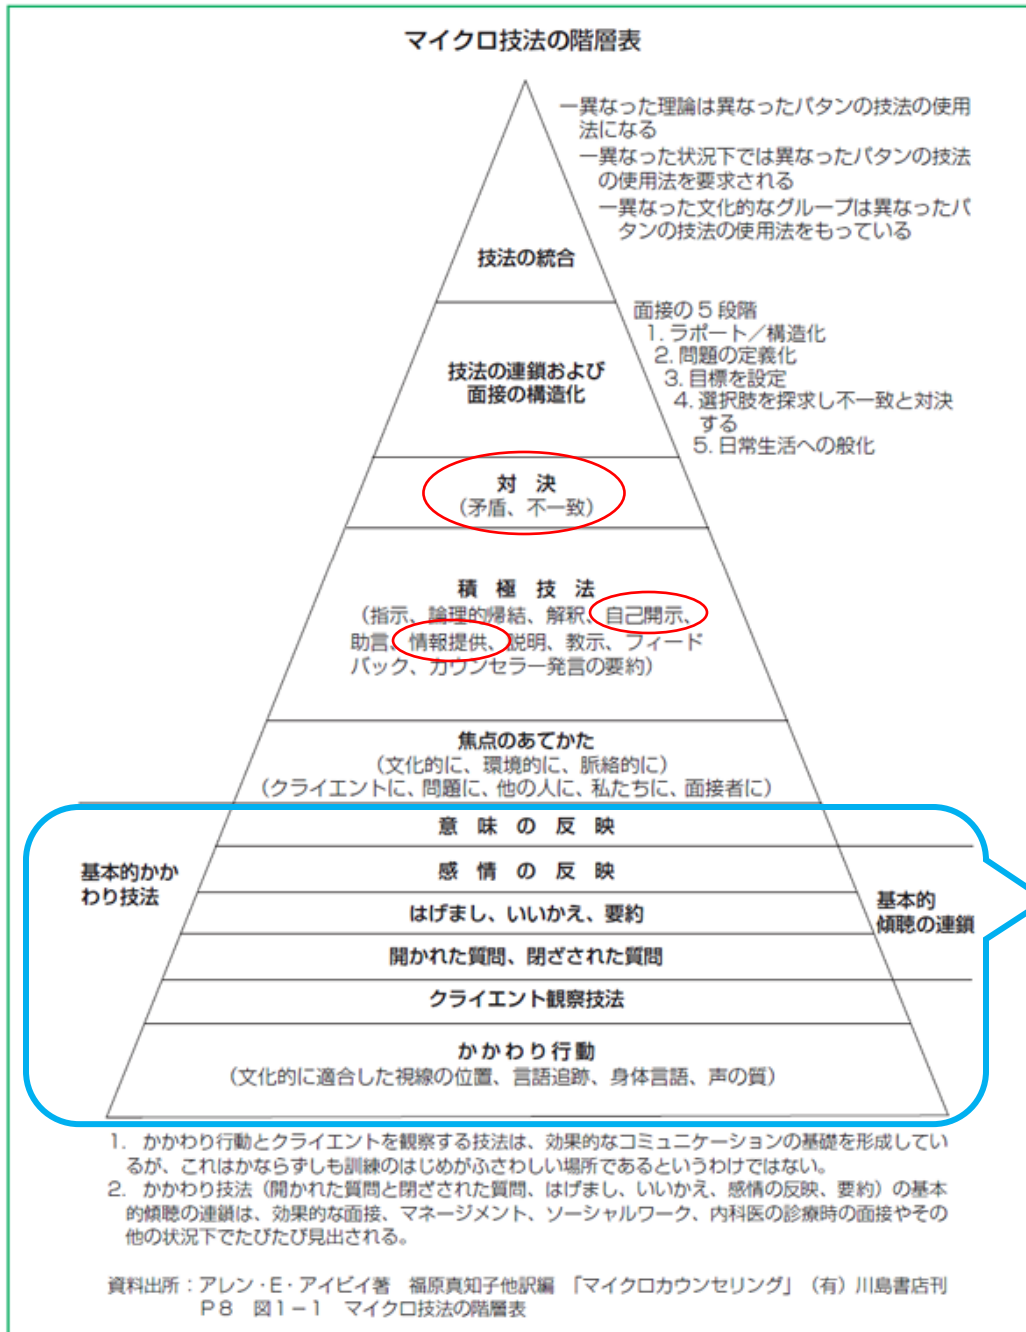 マイクロ技法の階層表
―異なった理論は異なったパタンの技法の使用
法になる
―異なった状況下では異なったパタンの技法
の使用法を要求される
―異なった文化的なグループは異なったパ
タンの技法の使用法をもっている
技法の統合
面接の5段階
1. ラポート／構造化
2. 問題の定義化
3. 目標を設定
4. 選択肢を探求し不一致と対決
する
5. 日常生活への般化
技法の連鎖および
面接の構造化
対 決
（矛盾、不一致）
積 極 技 法
（指示、論理的帰結、解釈、自己開示、
助言、情報提供、説明、教示、フィード
バック、カウンセラー発言の要約）
焦点のあてかた
（文化的に、環境的に、脈絡的に）
（クライエントに、問題に、他の人に、私たちに、面接者に）
意 味 の 反 映
基本的かか
わり技法
感 情 の 反 映
はげまし、いいかえ、要約
基本的
傾聴の連鎖
開かれた質問、閉ざされた質問
クライエント観察技法
かかわり行動
（文化的に適合した視線の位置、言語追跡、身体言語、声の質）
1. かかわり行動とクライエントを観察する技法は、効果的なコミュニケーションの基礎を形成してい
るが、これはかならずしも訓練のはじめがふさわしい場所であるというわけではない。
2. かかわり技法（開かれた質問と閉ざされた質問、はげまし、いいかえ、感情の反映、要約）の基本
的傾聴の連鎖は、効果的な面接、マネージメント、ソーシャルワーク、内科医の診療時の面接やその
他の状況下でたびたび見出される。
資料出所：アレン・E・アイビイ著 福原真知子他訳編 「マイクロカウンセリング」（有）川島書店刊
P8 図1－1 マイクロ技法の階層表